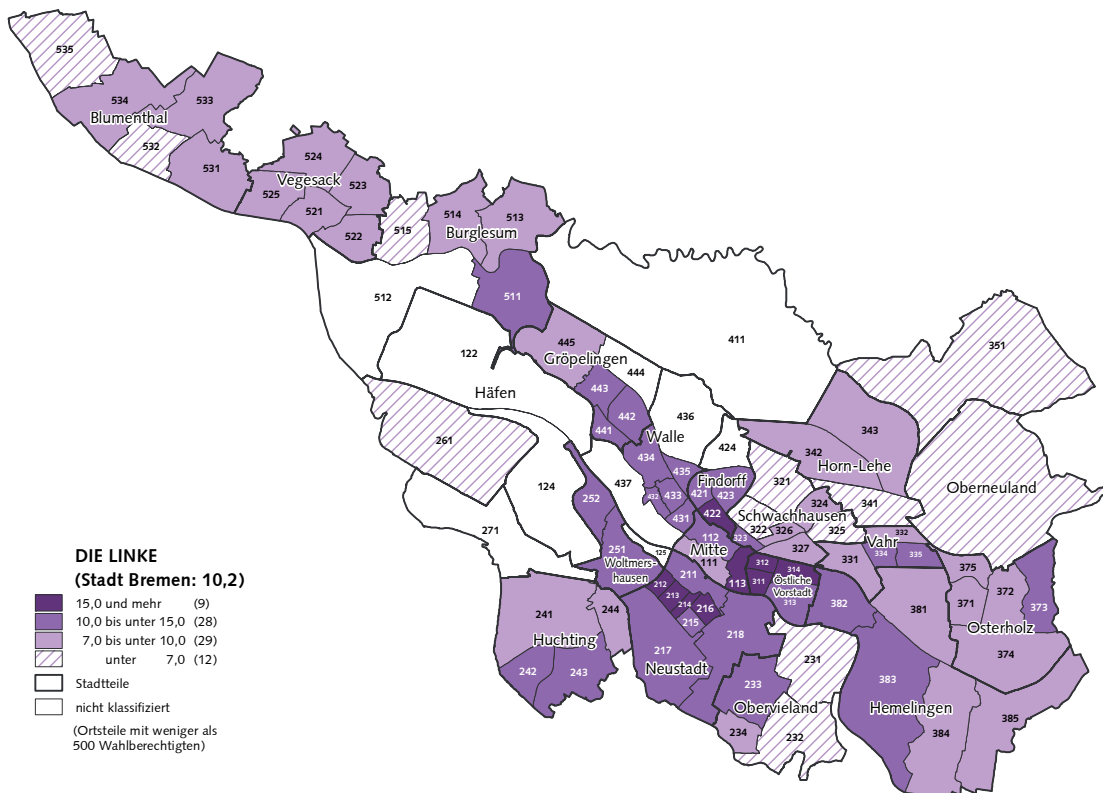 535
534
533
Blumenthal
532
531
524
Vegesack
525
523
521
522
515
514
513
Burglesum
512
511
411
351
122
445
Gröpelingen
444
443
Häfen
442
436
441
343
Walle
424
342
261
434
Horn-Lehe
435
Findorff
321
437
124
252
432
433
421
423
341
Oberneuland
324
422
Schwachhausen
431
322
326
325
271
112
323
Vahr
332
251
125
Mitte
327
331
334
335
111
Woltmers-
hausen
211
312
314
375
113
311
Östliche
Vorstadt
212
213
214
216
313
382
381
371
372
373
241
244
215
Osterholz
Huchting
218
217
231
374
242
243
Neustadt
233
383
Obervieland
Hemelingen
385
234
232
384
DIE LINKE
(Stadt Bremen: 10,2)
15,0 und mehr (9)
10,0 bis unter 15,0 (28)
7,0 bis unter 10,0 (29)
unter 7,0 (12)
Stadtteile
nicht klassifiziert
(Ortsteile mit weniger als
500 Wahlberechtigten)